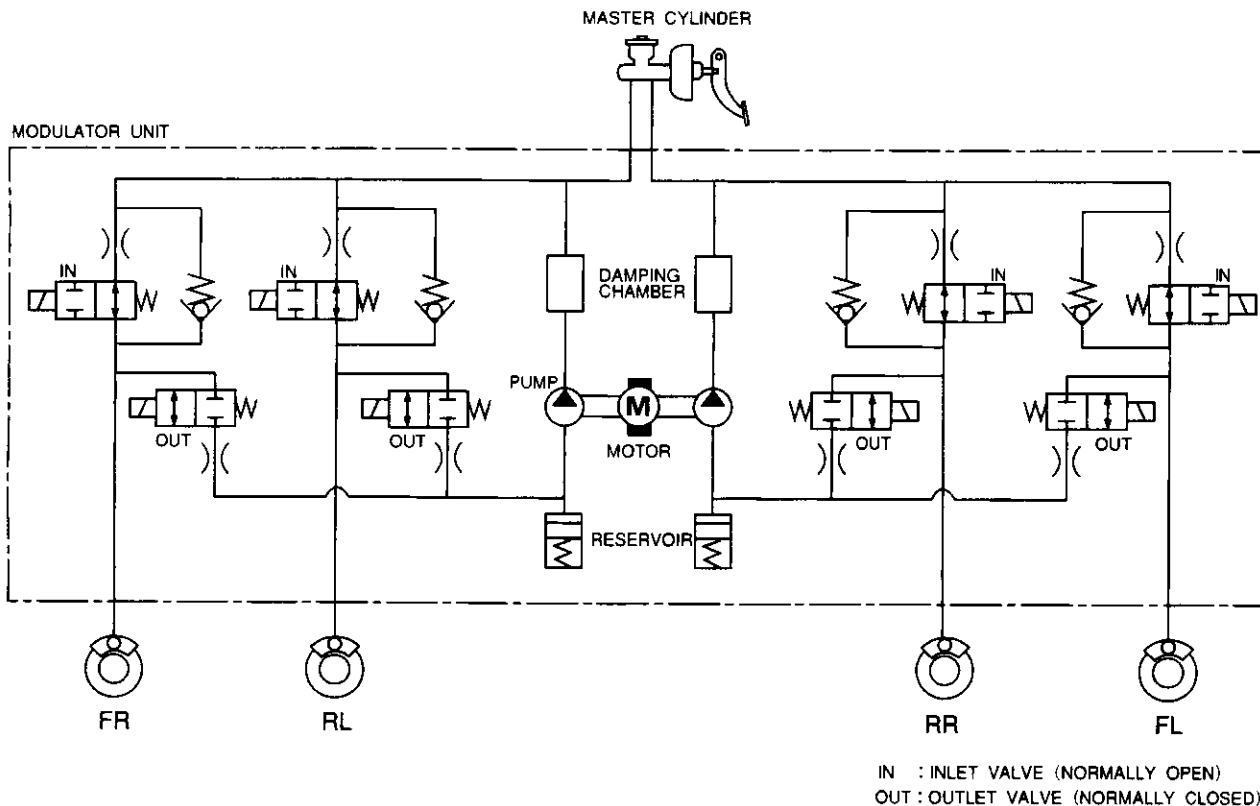 MASTER CYLINDER
MODULATOR UNIT
IN
IN
DAMPING
CHAMBER
IN
IN
PUMP
M
MOTOR
OUT
OUT
OUT
OUT
RESERVOIR
FR
RL
RR
FL
IN : INLET VALVE (NORMALLY OPEN)
OUT : OUTLET VALVE (NORMALLY CLOSED)